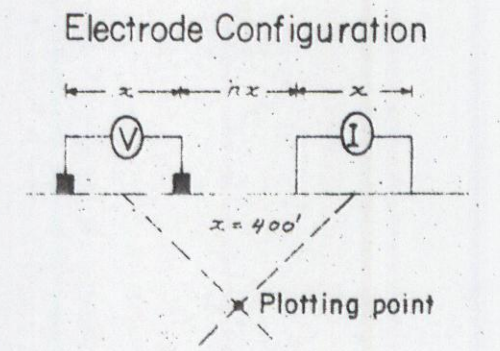 Electrode Configuration
x nx x
V I
x = 400'
Plotting point